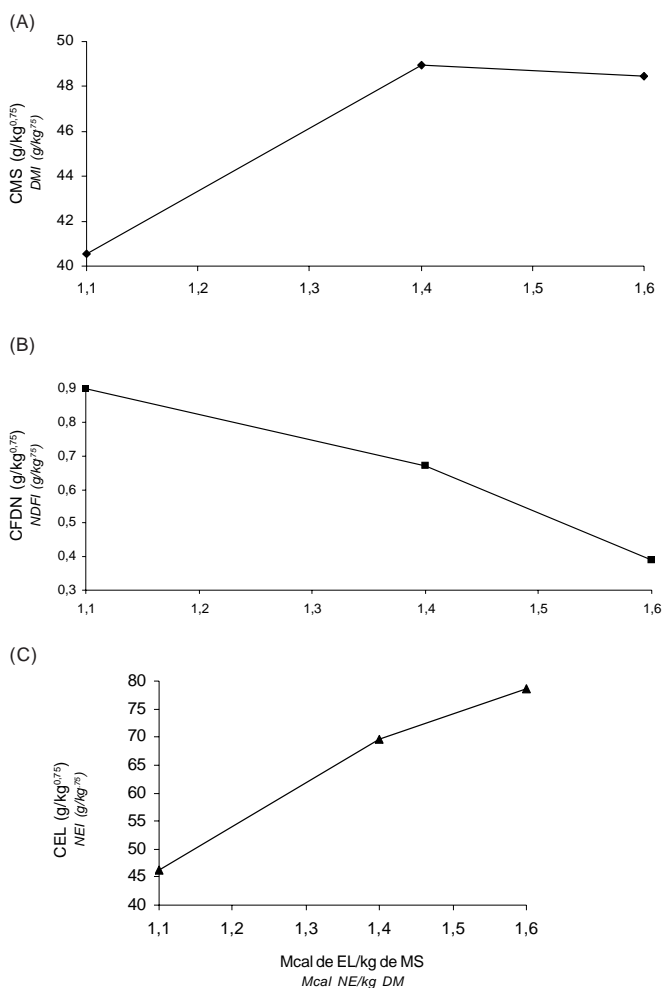 (A)
CMS (g/kg0,75)
DMI (g/kg75)
50
48
46
44
42
40
1,1 1,2 1,3 1,4 1,5 1,6
(B)
CFDN (g/kg0,75)
NDFI (g/kg75)
0,9
0,8
0,7
0,6
0,5
0,4
0,3
1,1 1,2 1,3 1,4 1,5 1,6
(C)
CEL (g/kg0,75)
NEI (g/kg75)
80
75
70
65
60
55
50
45
40
1,1 1,2 1,3 1,4 1,5 1,6
Mcal de EL/kg de MS
Mcal NE/kg DM